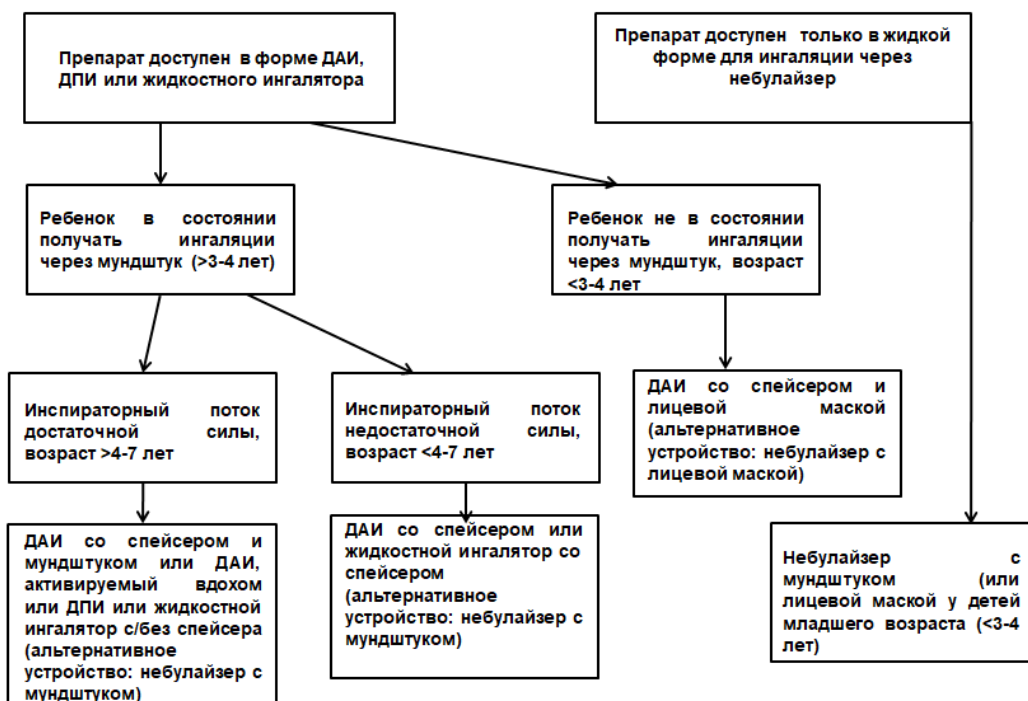 Препарат доступен в форме ДАИ,
ДПИ или жидкостного ингалятора
Препарат доступен только в жидкой
форме для ингаляции через
небулайзер
Ребенок в состоянии
получать ингаляции
через мундштук (>3-4 лет)
Ребенок не в состоянии
получать ингаляции
через мундштук, возраст
<3-4 лет
Инспираторный поток
достаточной силы,
возраст >4-7 лет
Инспираторный поток
недостаточной силы,
возраст <4-7 лет
ДАИ со спейсером и
лицевой маской
(альтернативное
устройство: небулайзер с
лицевой маской)
ДАИ со спейсером и
мундштуком или ДАИ,
активируемый вдохом
или ДПИ или жидкостной
ингалятор с/без спейсера
(альтернативное
устройство: небулайзер с
мундштуком)
ДАИ со спейсером или
жидкостной ингалятор со
спейсером
(альтернативное
устройство: небулайзер с
мундштуком)
Небулайзер с
мундштуком (или
лицевой маской у детей
младшего возраста (<3-4
лет)